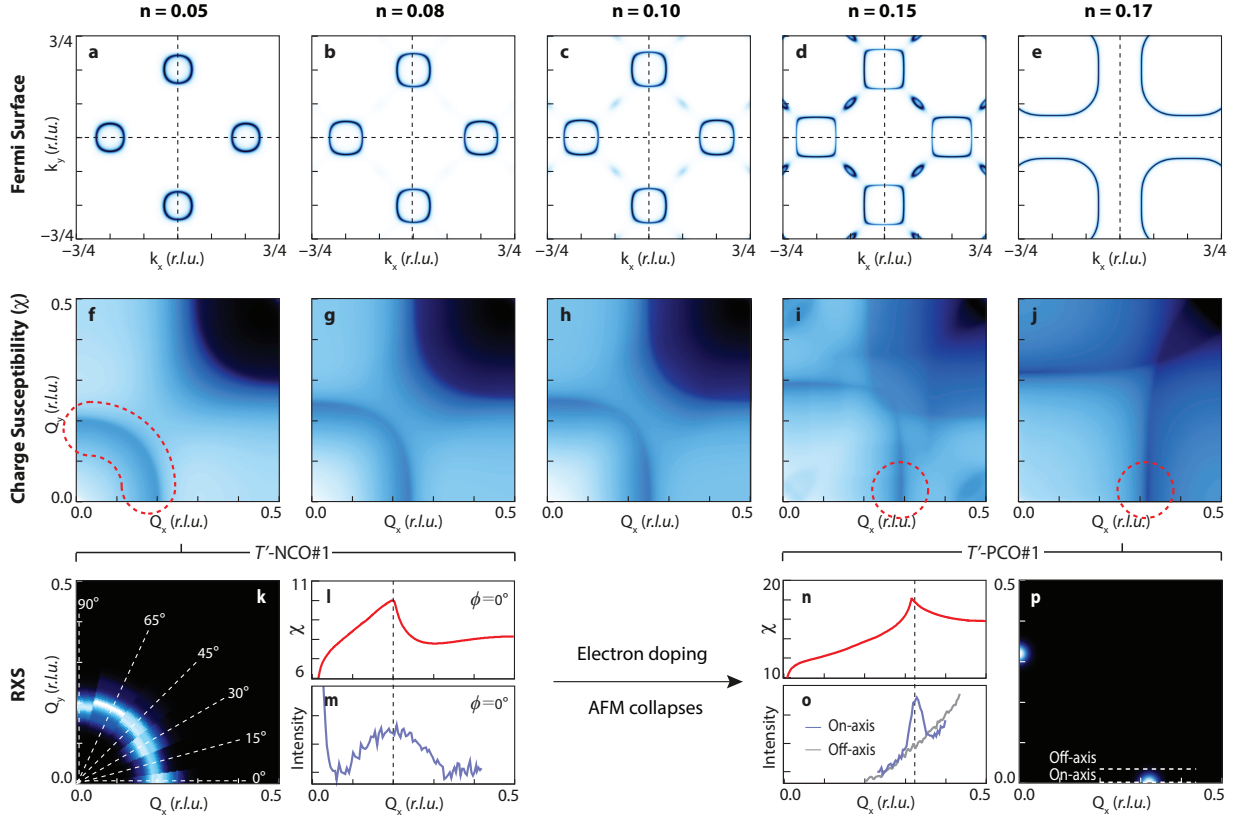 n = 0.05 n = 0.08 n = 0.10 n = 0.15 n = 0.17
Fermi Surface
3/4 a b c d e
k_y (r.l.u.)
−3/4
−3/4 3/4 −3/4 3/4 −3/4 3/4 −3/4 3/4 −3/4 3/4
k_x (r.l.u.) k_x (r.l.u.) k_x (r.l.u.) k_x (r.l.u.) k_x (r.l.u.)
Charge Susceptibility (χ)
0.5 f g h i j
Q_y (r.l.u.)
0.0
0.0 0.5 0.0 0.5 0.0 0.5 0.0 0.5 0.0 0.5
Q_x (r.l.u.) Q_x (r.l.u.) Q_x (r.l.u.) Q_x (r.l.u.) Q_x (r.l.u.)
T′-NCO#1 T′-PCO#1
RXS
0.5 k
90°
65°
45°
30°
15°
0°
Q_y (r.l.u.)
0.0
0.0 0.5
Q_x (r.l.u.)
11 l ϕ=0°
χ
6
m ϕ=0°
Intensity
0.0 0.5
Q_x (r.l.u.)
Electron doping
AFM collapses
20 n
χ
10
o
On-axis
Off-axis
Intensity
0.0 0.5
Q_x (r.l.u.)
0.5 p
Off-axis
On-axis
0.0
0.0 0.5
Q_x (r.l.u.)